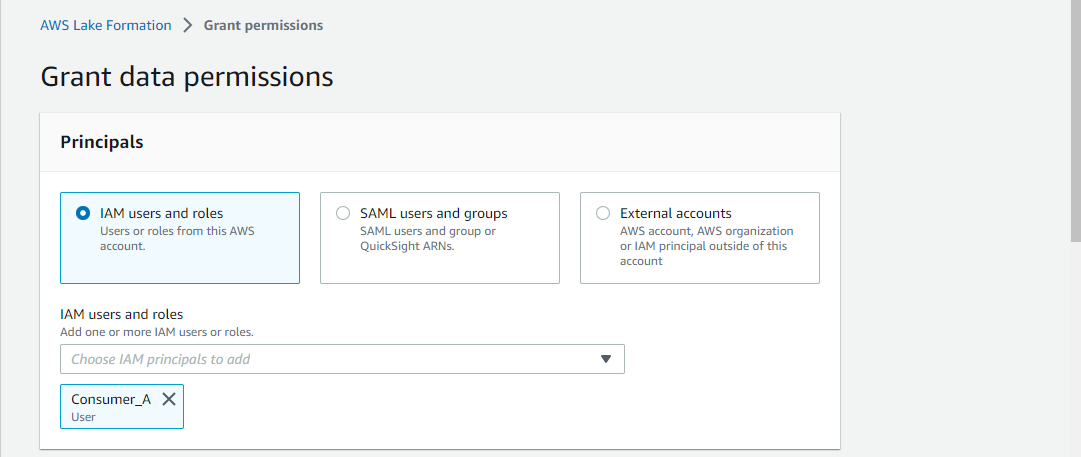 AWS Lake Formation > Grant permissions
Grant data permissions
Principals
IAM users and roles
Users or roles from this AWS
account.
SAML users and groups
SAML users and group or
QuickSight ARNs.
External accounts
AWS account, AWS organization
or IAM principal outside of this
account
IAM users and roles
Add one or more IAM users or roles.
Choose IAM principals to add
Consumer_A
User